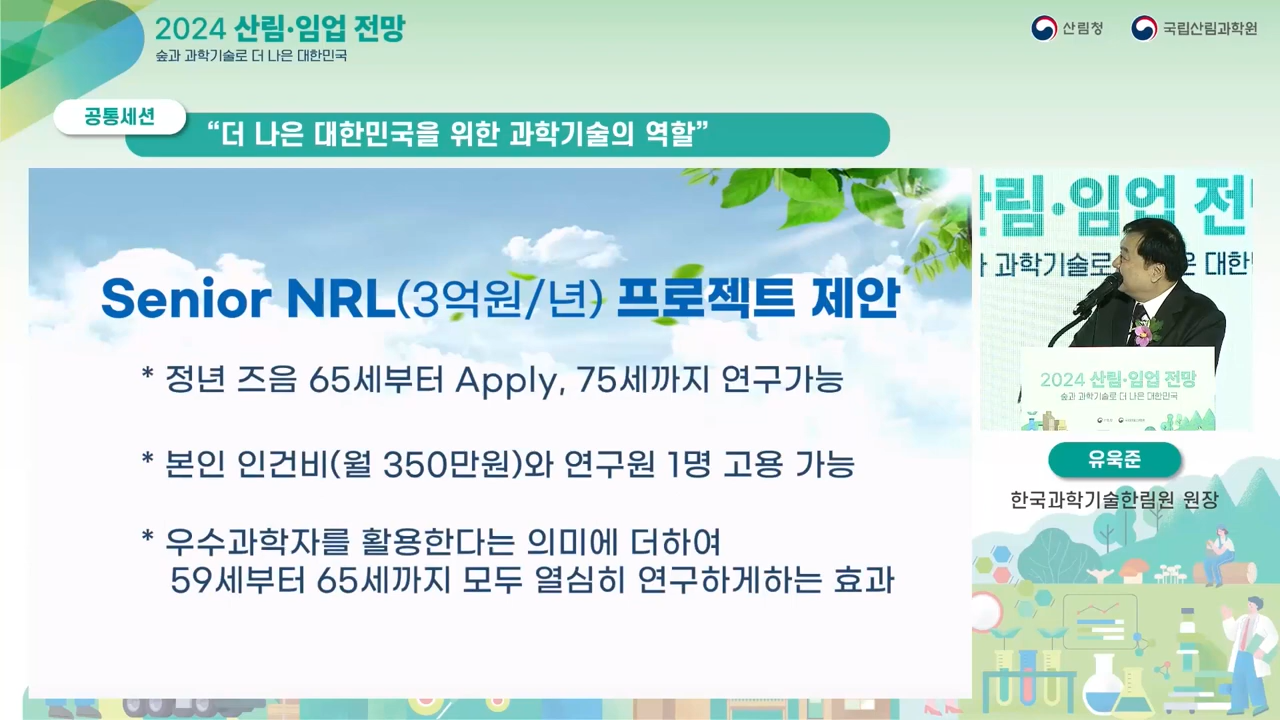 2024 산림·임업 전망
숲과 과학기술로 더 나은 대한민국
산림청
국립산림과학원
공통세션
“더 나은 대한민국을 위한 과학기술의 역할”
Senior NRL(3억원/년) 프로젝트 제안
* 정년 즈음 65세부터 Apply, 75세까지 연구가능
* 본인 인건비(월 350만원)와 연구원 1명 고용 가능
* 우수과학자를 활용한다는 의미에 더하여
59세부터 65세까지 모두 열심히 연구하게하는 효과
산림·임업 전망
과학기술로 나은 대한
2024 산림·임업 전망
숲과 과학기술로 더 나은 대한민국
유욱준
한국과학기술한림원 원장